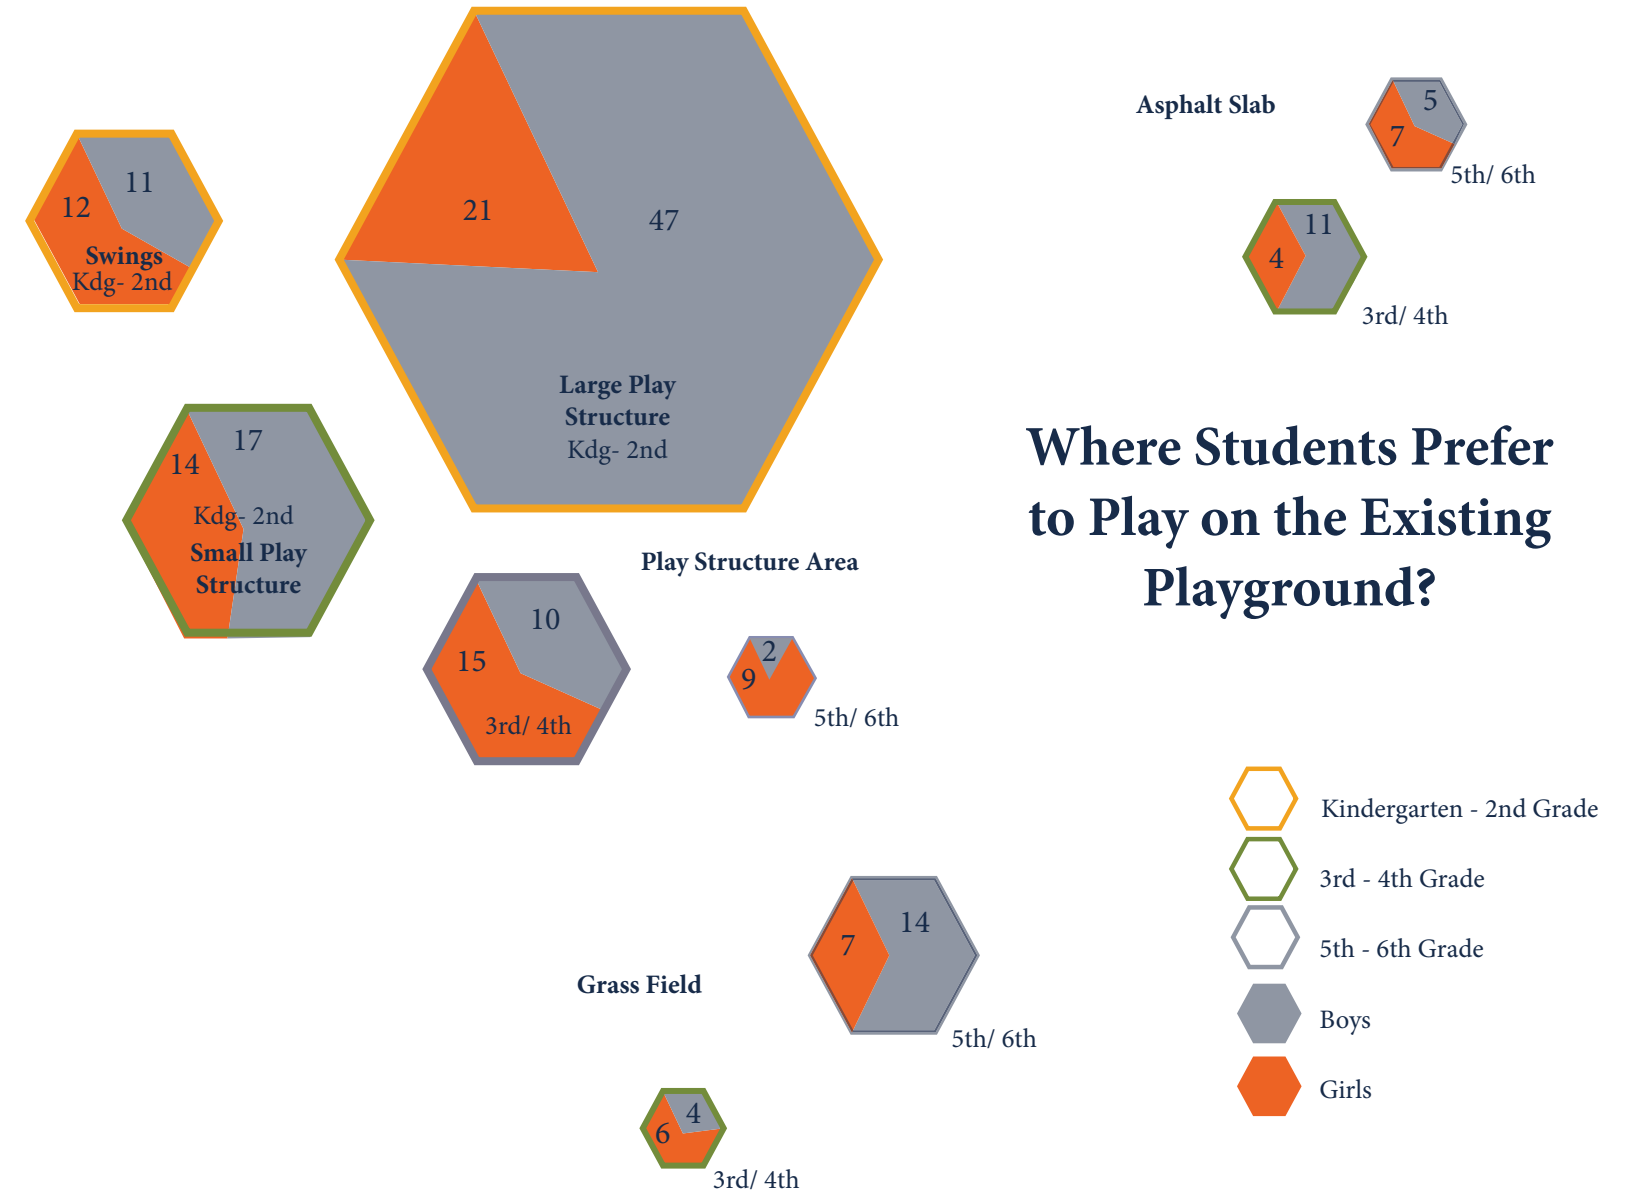 Where Students Prefer
to Play on the Existing
Playground?
12
11
Swings
Kdg- 2nd
21
47
Large Play
Structure
Kdg- 2nd
Asphalt Slab
5
7
5th/ 6th
11
4
3rd/ 4th
17
14
Kdg- 2nd
Small Play
Structure
Play Structure Area
10
15
3rd/ 4th
2
9
5th/ 6th
Grass Field
14
7
5th/ 6th
4
6
3rd/ 4th
Kindergarten - 2nd Grade
3rd - 4th Grade
5th - 6th Grade
Boys
Girls